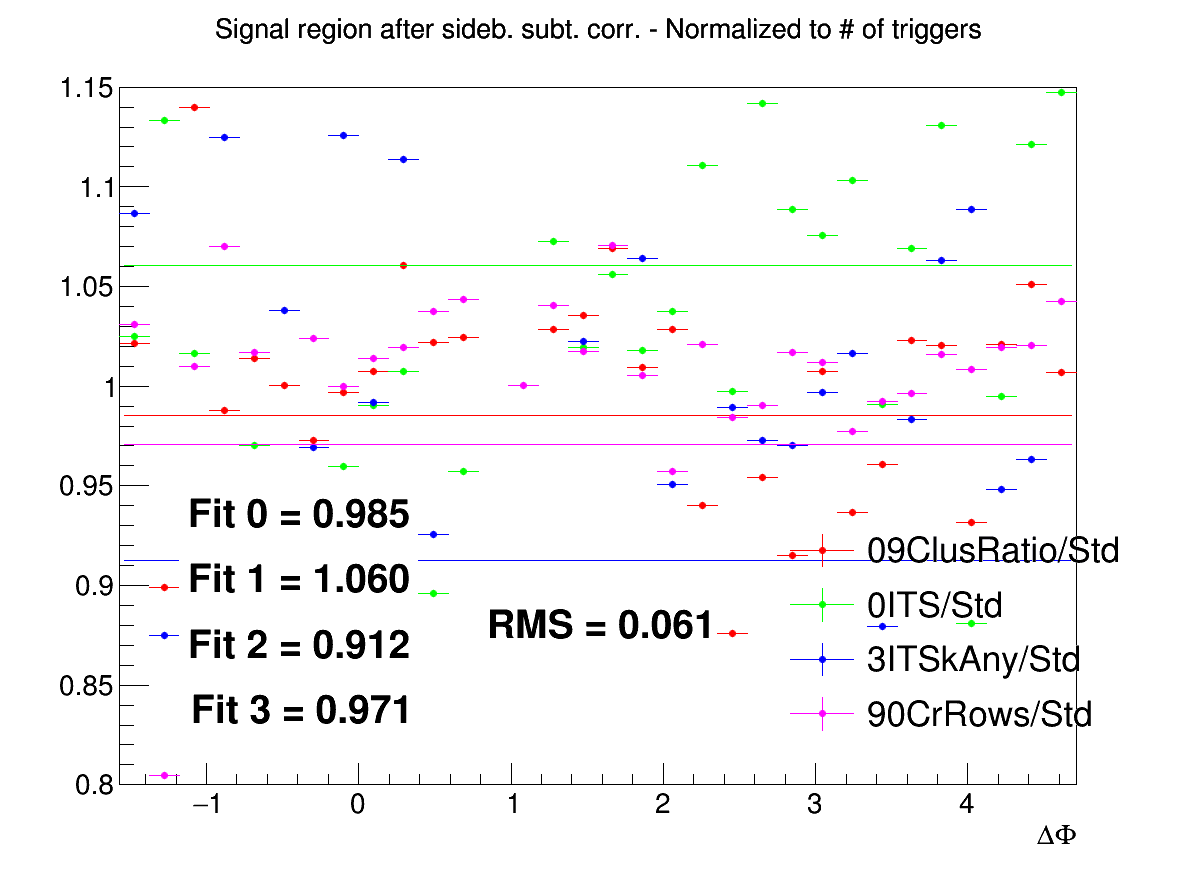 Signal region after sideb. subt. corr. - Normalized to # of triggers
1.15
1.1
1.05
1
0.95
0.9
0.85
0.8
Fit 0 = 0.985
Fit 1 = 1.060
Fit 2 = 0.912
Fit 3 = 0.971
RMS = 0.061
09ClusRatio/Std
0ITS/Std
3ITSkAny/Std
90CrRows/Std
−1 0 1 2 3 4
ΔΦ